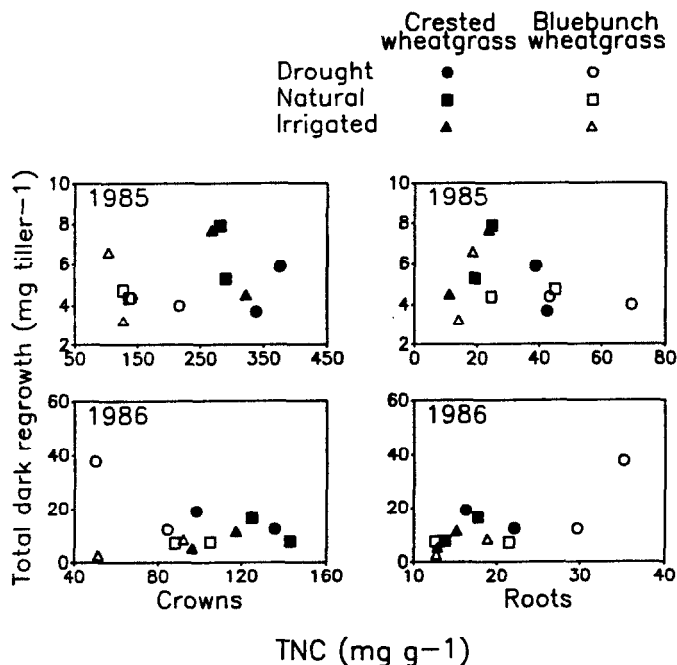 Crested Bluebunch
wheatgrass wheatgrass
Drought
Natural
Irrigated
Total dark regrowth (mg tiller−1)
1985
10
8
6
4
2
50 150 250 350 450
1985
10
8
6
4
2
0 20 40 60 80
1986
60
40
20
0
40 80 120 160
Crowns
1986
60
40
20
0
10 20 30 40
Roots
TNC (mg g−1)